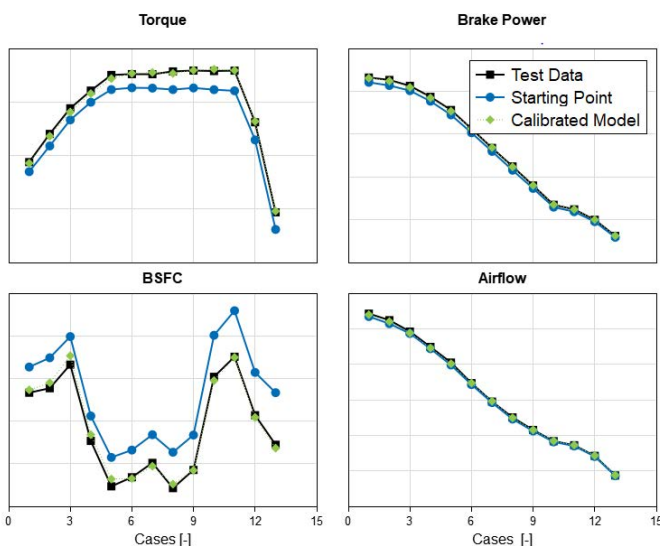 Torque
Brake Power
Test Data
Starting Point
Calibrated Model
BSFC
Airflow
0 3 6 9 12 15
0 3 6 9 12 15
Cases [-]
Cases [-]